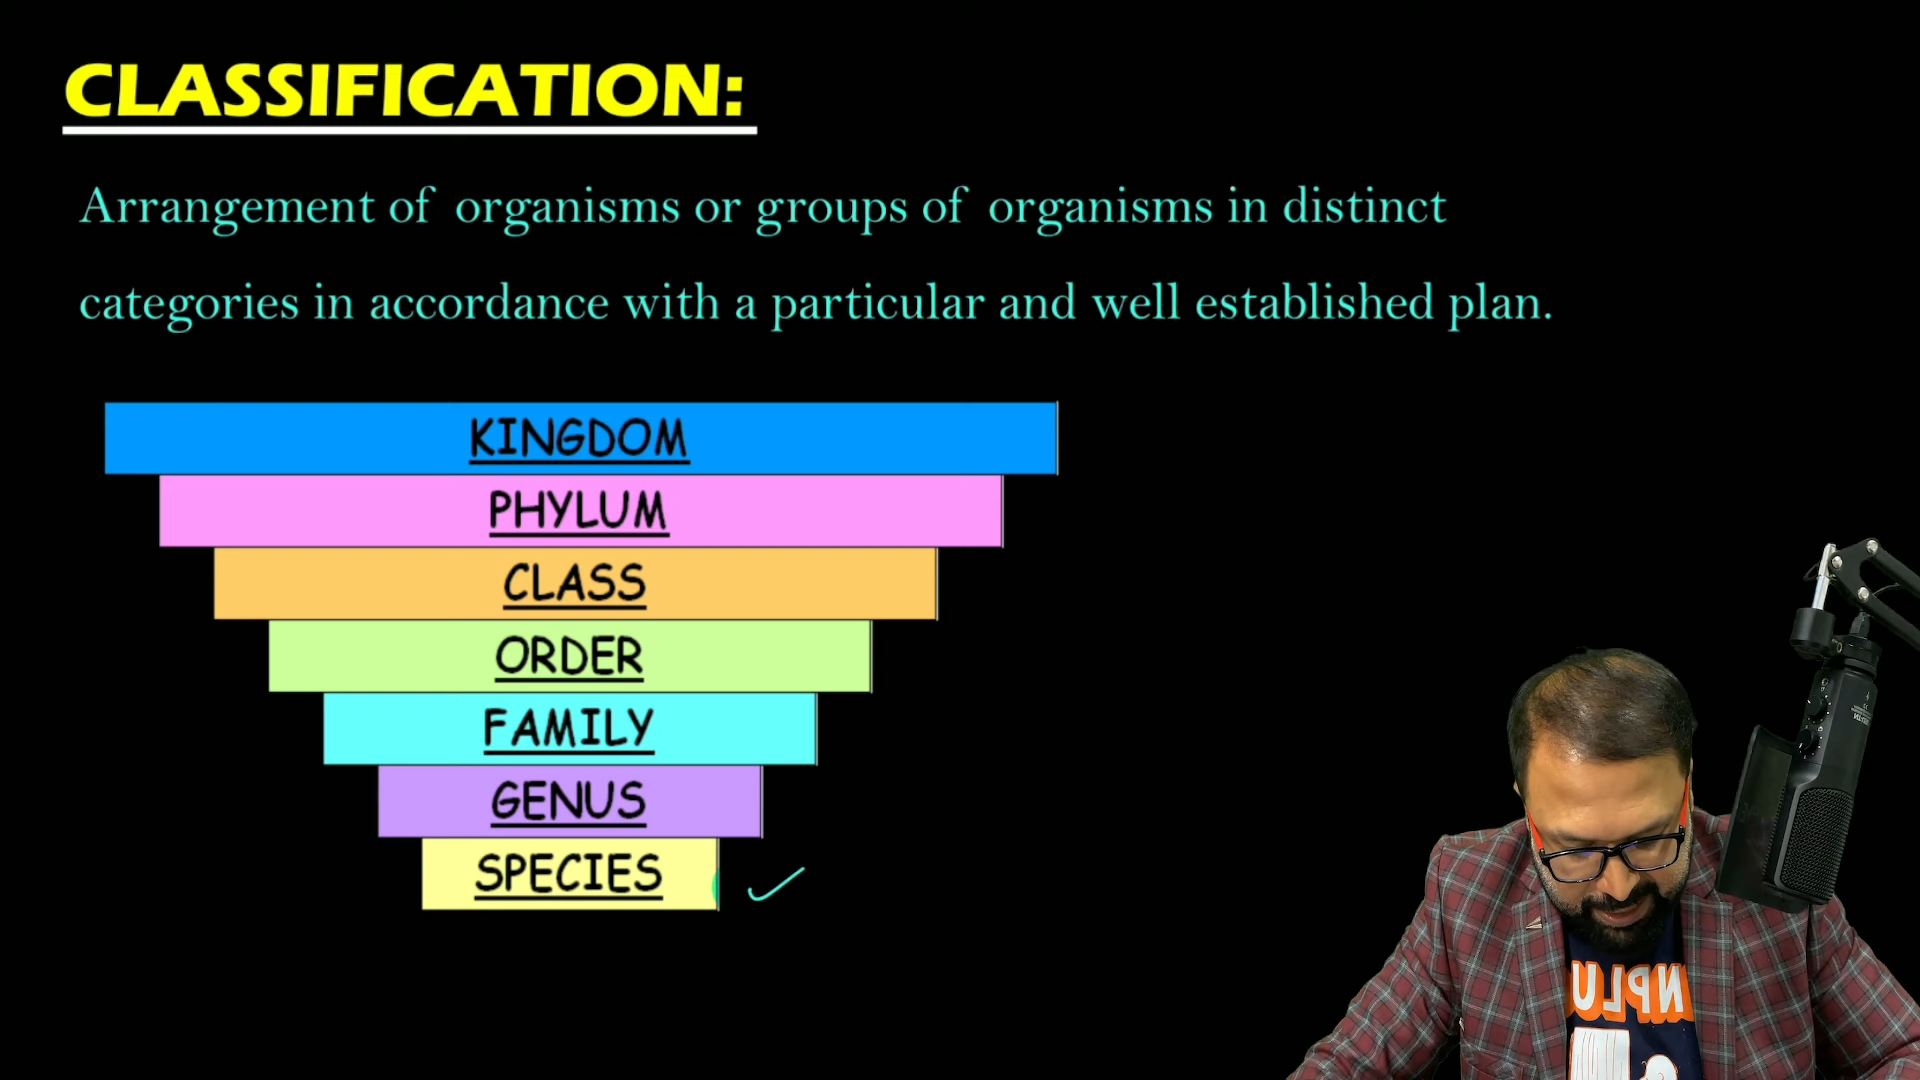 CLASSIFICATION:
Arrangement of organisms or groups of organisms in distinct
categories in accordance with a particular and well established plan.
KINGDOM
PHYLUM
CLASS
ORDER
FAMILY
GENUS
SPECIES
NPLU